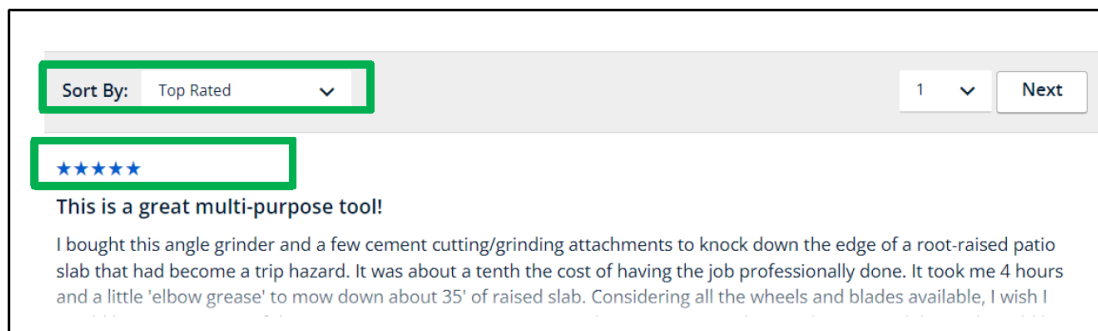 Sort By: Top Rated 1 Next
★★★★★
This is a great multi-purpose tool!
I bought this angle grinder and a few cement cutting/grinding attachments to knock down the edge of a root-raised patio
slab that had become a trip hazard. It was about a tenth the cost of having the job professionally done. It took me 4 hours
and a little 'elbow grease' to mow down about 35' of raised slab. Considering all the wheels and blades available, I wish I